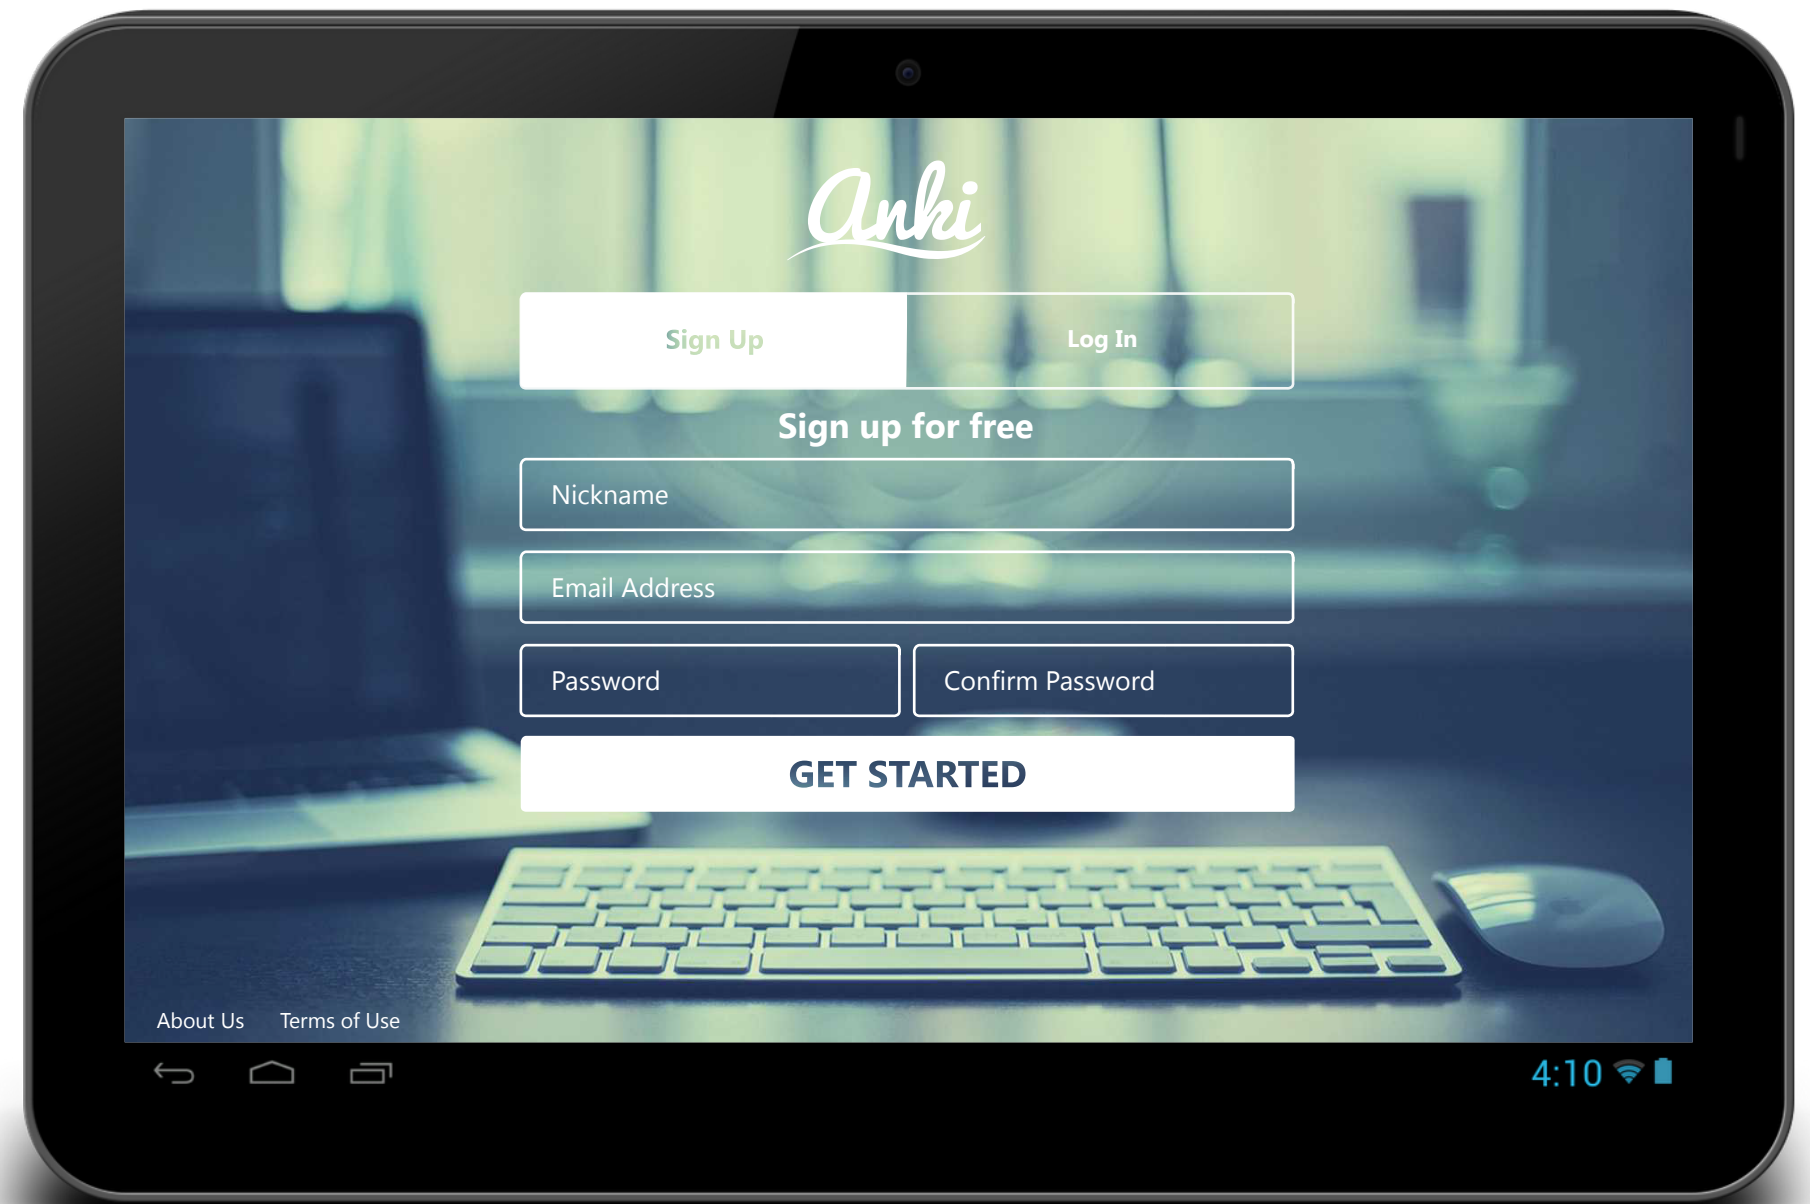 Anki
Sign Up
Log In
Sign up for free
Nickname
Email Address
Password
Confirm Password
GET STARTED
About Us
Terms of Use
4:10